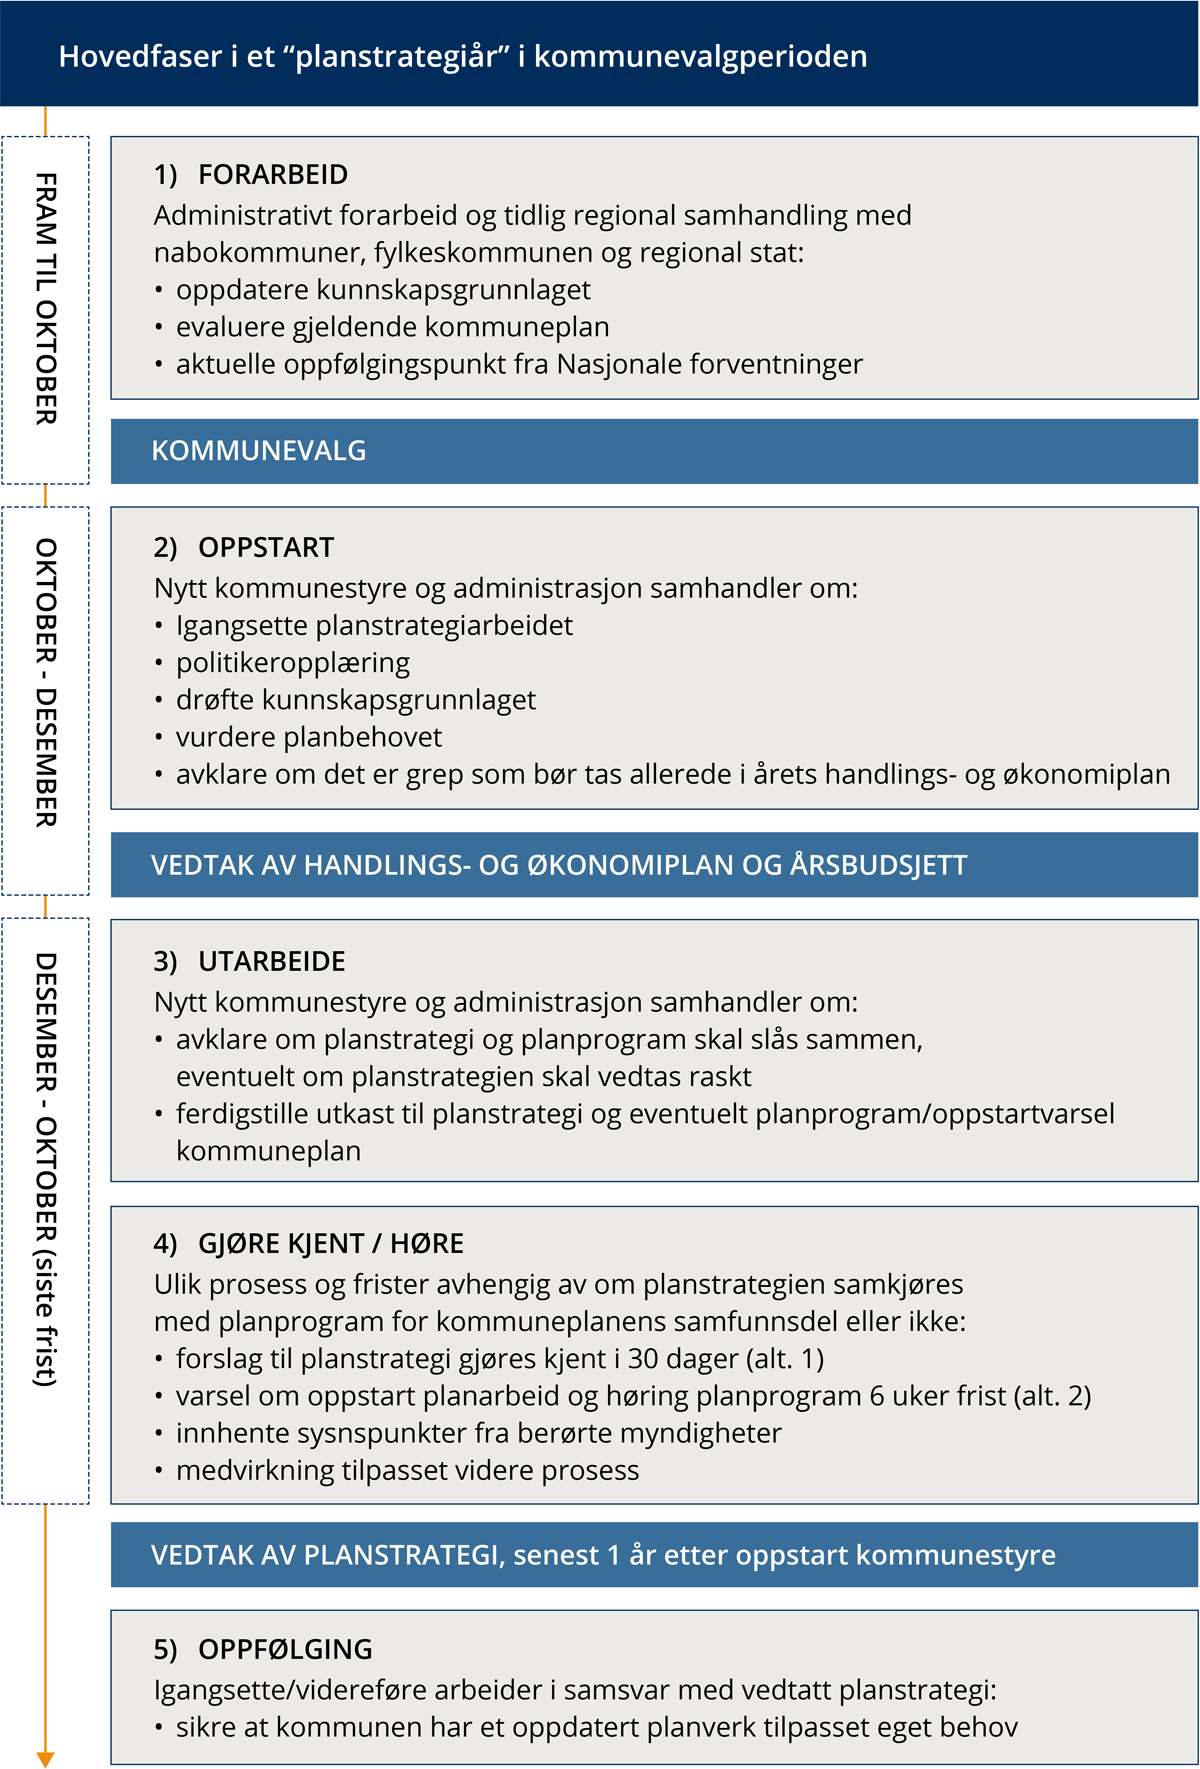 Hovedfaser i et “planstrategiår” i kommunevalgperioden
FRAM TIL OKTOBER
1) FORARBEID
Administrativt forarbeid og tidlig regional samhandling med
nabokommuner, fylkeskommunen og regional stat:
• oppdatere kunnskapsgrunnlaget
• evaluere gjeldende kommuneplan
• aktuelle oppfølgingspunkt fra Nasjonale forventninger
KOMMUNEVALG
OKTOBER - DESEMBER
2) OPPSTART
Nytt kommunestyre og administrasjon samhandler om:
• Igangsette planstrategiarbeidet
• politikeropplæring
• drøfte kunnskapsgrunnlaget
• vurdere planbehovet
• avklare om det er grep som bør tas allerede i årets handlings- og økonomiplan
VEDTAK AV HANDLINGS- OG ØKONOMIPLAN OG ÅRSBUDSJETT
DESEMBER - OKTOBER (siste frist)
3) UTARBEIDE
Nytt kommunestyre og administrasjon samhandler om:
• avklare om planstrategi og planprogram skal slås sammen,
eventuelt om planstrategien skal vedtas raskt
• ferdigstille utkast til planstrategi og eventuelt planprogram/oppstartvarsel
kommuneplan
4) GJØRE KJENT / HØRE
Ulik prosess og frister avhengig av om planstrategien samkjøres
med planprogram for kommuneplanens samfunnsdel eller ikke:
• forslag til planstrategi gjøres kjent i 30 dager (alt. 1)
• varsel om oppstart planarbeid og høring planprogram 6 uker frist (alt. 2)
• innhente sysnspunkter fra berørte myndigheter
• medvirkning tilpasset videre prosess
VEDTAK AV PLANSTRATEGI, senest 1 år etter oppstart kommunestyre
5) OPPFØLGING
Igangsette/videreføre arbeider i samsvar med vedtatt planstrategi:
• sikre at kommunen har et oppdatert planverk tilpasset eget behov